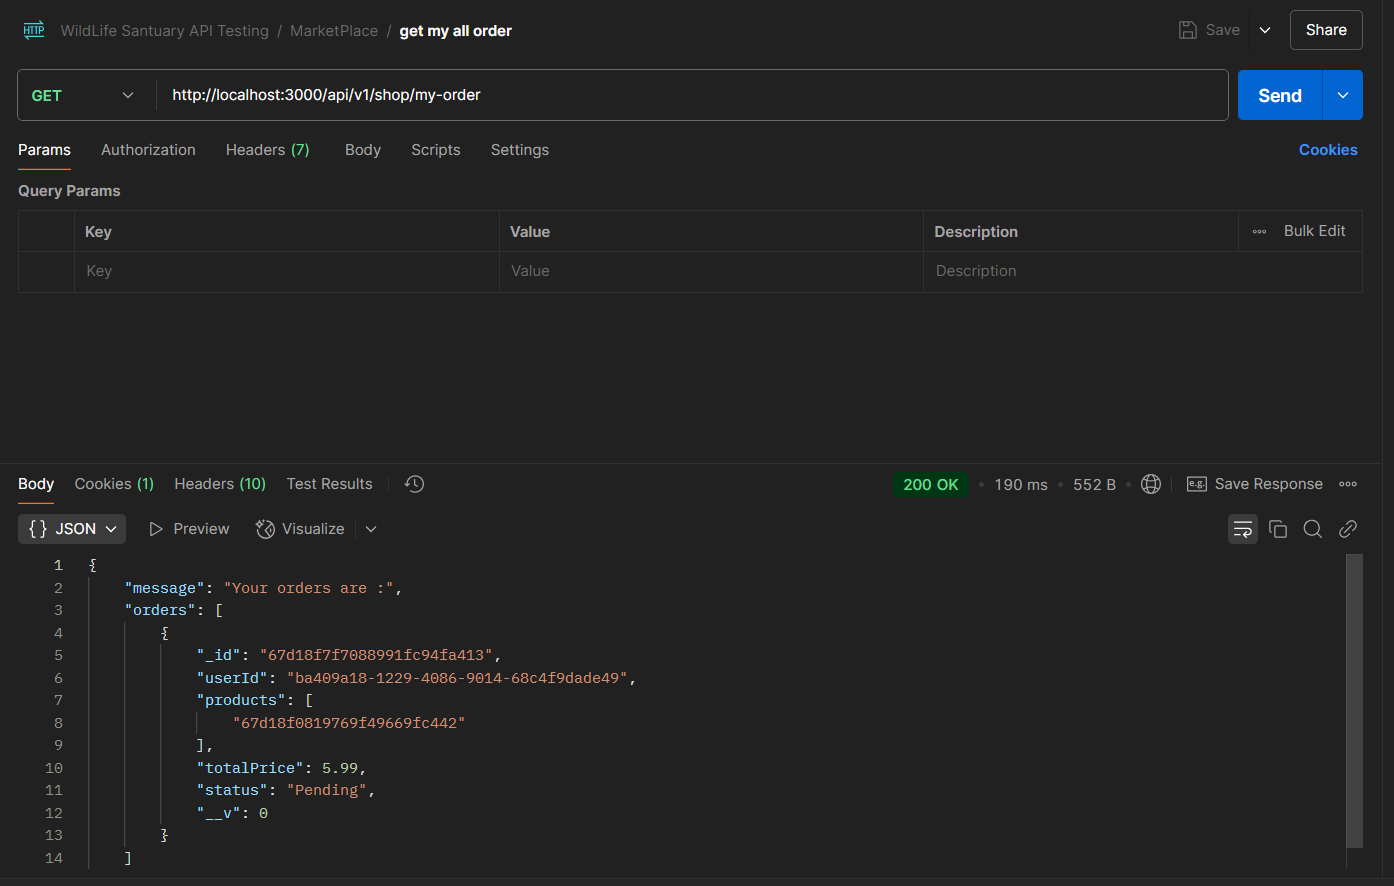 HTTP WildLife Santuary API Testing / MarketPlace / get my all order Save Share
GET http://localhost:3000/api/v1/shop/my-order Send
Params Authorization Headers (7) Body Scripts Settings Cookies
Query Params
Key Value Description Bulk Edit
Key Value Description
Body Cookies (1) Headers (10) Test Results 200 OK 190 ms 552 B e.g. Save Response
{} JSON Preview Visualize
1 {
2 "message": "Your orders are :",
3 "orders": [
4 {
5 "_id": "67d18f7f7088991fc94fa413",
6 "userId": "ba409a18-1229-4086-9014-68c4f9dade49",
7 "products": [
8 "67d18f0819769f49669fc442"
9 ],
10 "totalPrice": 5.99,
11 "status": "Pending",
12 "__v": 0
13 }
14 ]